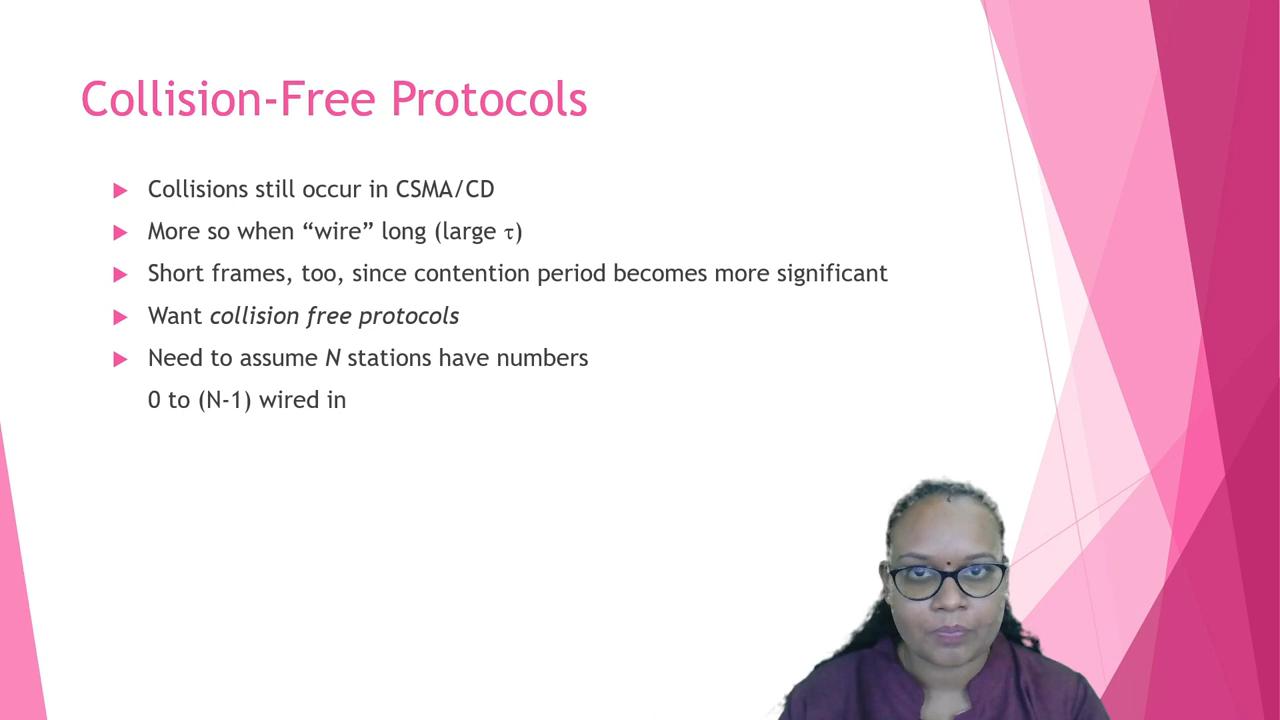 Collision-Free Protocols
Collisions still occur in CSMA/CD
More so when “wire” long (large τ)
Short frames, too, since contention period becomes more significant
Want collision free protocols
Need to assume N stations have numbers
0 to (N-1) wired in